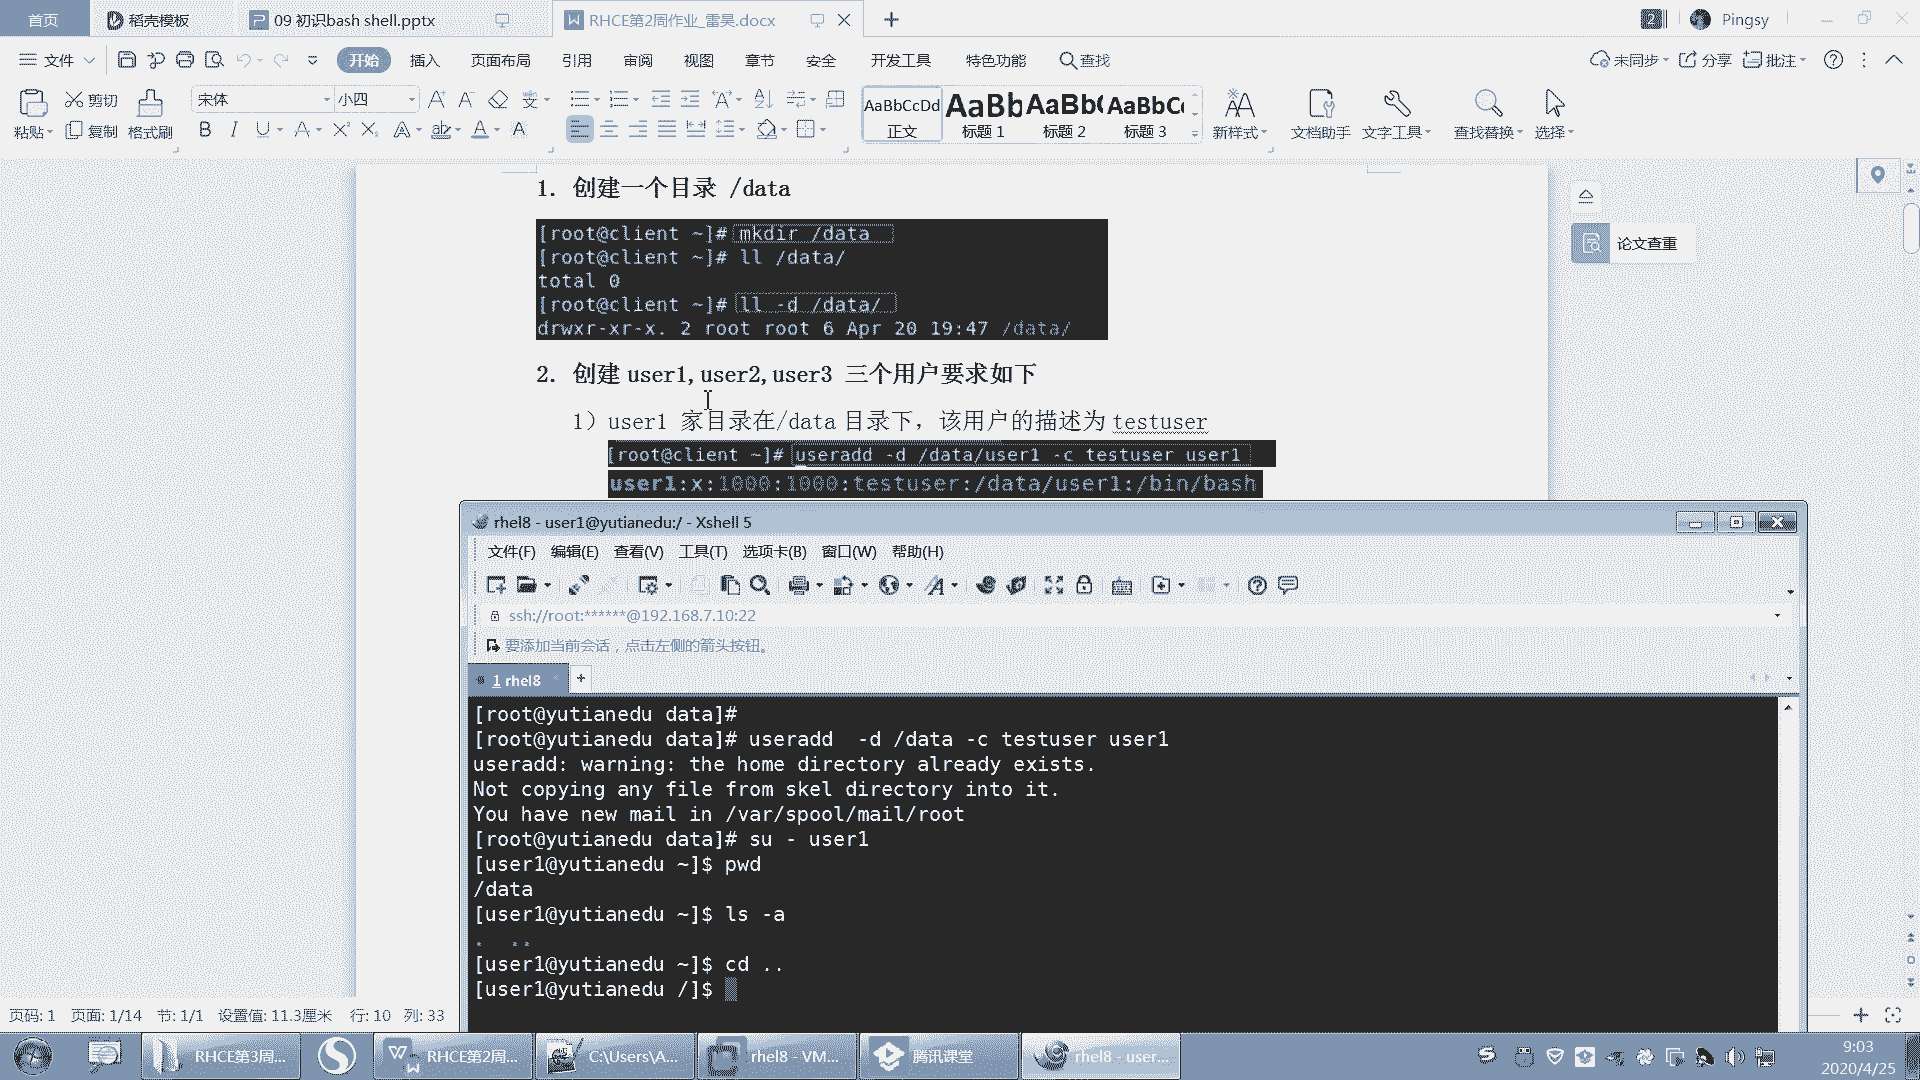 首页 稻壳模板 09 初识bash shell.pptx RHCE第2周作业_雷昊.docx 2 Pingsy
文件 开始 插入 页面布局 引用 审阅 视图 章节 安全 开发工具 特色功能 查找 未同步 分享 批注
粘贴 剪切 复制 格式刷 宋体 小四 AaBbCcDd AaBb AaBb( AaBbC 正文 标题 1 标题 2 标题 3 新样式 文档助手 文字工具 查找替换 选择
1. 创建一个目录 /data
[root@client ~]# mkdir /data
[root@client ~]# ll /data/
total 0
[root@client ~]# ll -d /data/
drwxr-xr-x. 2 root root 6 Apr 20 19:47 /data/
2. 创建 user1,user2,user3 三个用户要求如下
1）user1 家目录在/data 目录下，该用户的描述为 testuser
[root@client ~]# useradd -d /data/user1 -c testuser user1
user1:x:1000:1000:testuser:/data/user1:/bin/bash
论文查重
rhel8 - user1@yutianedu:/ - Xshell 5
文件(F) 编辑(E) 查看(V) 工具(T) 选项卡(B) 窗口(W) 帮助(H)
ssh://root:******@192.168.7.10:22
要添加当前会话，点击左侧的箭头按钮。
1 rhel8
[root@yutianedu data]#
[root@yutianedu data]# useradd  -d /data -c testuser user1
useradd: warning: the home directory already exists.
Not copying any file from skel directory into it.
You have new mail in /var/spool/mail/root
[root@yutianedu data]# su - user1
[user1@yutianedu ~]$ pwd
/data
[user1@yutianedu ~]$ ls -a
.  ..
[user1@yutianedu ~]$ cd ..
[user1@yutianedu /]$
页码: 1 页面: 1/14 节: 1/1 设置值: 11.3厘米 行: 10 列: 33
RHCE第3周... RHCE第2周... C:\Users\A... rhel8 - VM... 腾讯课堂 rhel8 - user...
9:03
2020/4/25